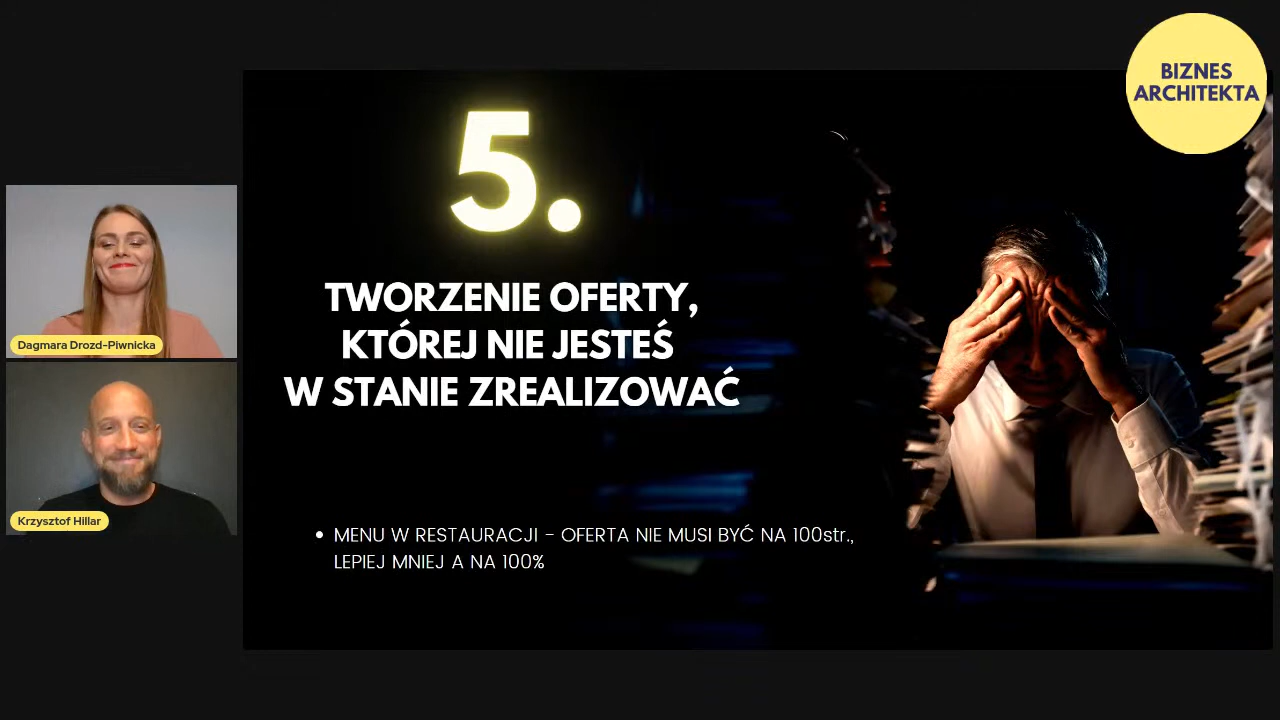 BIZNES
ARCHITEKTA
5.
TWORZENIE OFERTY,
KTÓREJ NIE JESTEŚ
W STANIE ZREALIZOWAĆ
Dagmara Drozd-Piwnicka
Krzysztof Hillar
• MENU W RESTAURACJI - OFERTA NIE MUSI BYĆ NA 100str.,
LEPIEJ MNIEJ A NA 100%